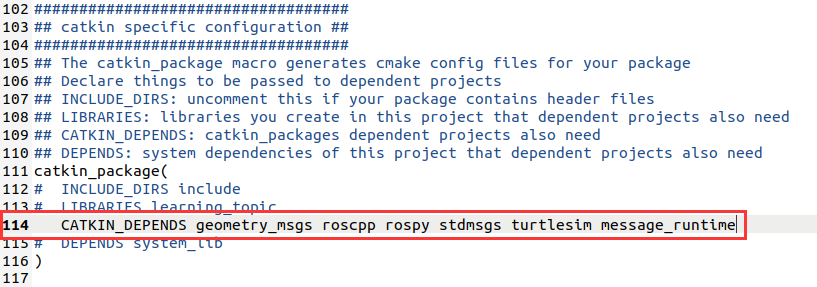 102 ###################################
103 ## catkin specific configuration ##
104 ###################################
105 ## The catkin_package macro generates cmake config files for your package
106 ## Declare things to be passed to dependent projects
107 ## INCLUDE_DIRS: uncomment this if your package contains header files
108 ## LIBRARIES: libraries you create in this project that dependent projects also need
109 ## CATKIN_DEPENDS: catkin_packages dependent projects also need
110 ## DEPENDS: system dependencies of this project that dependent projects also need
111 catkin_package(
112 #  INCLUDE_DIRS include
113 #  LIBRARIES learning_topic
114    CATKIN_DEPENDS geometry_msgs roscpp rospy stdmsgs turtlesim message_runtime
115 #  DEPENDS system_lib
116 )
117